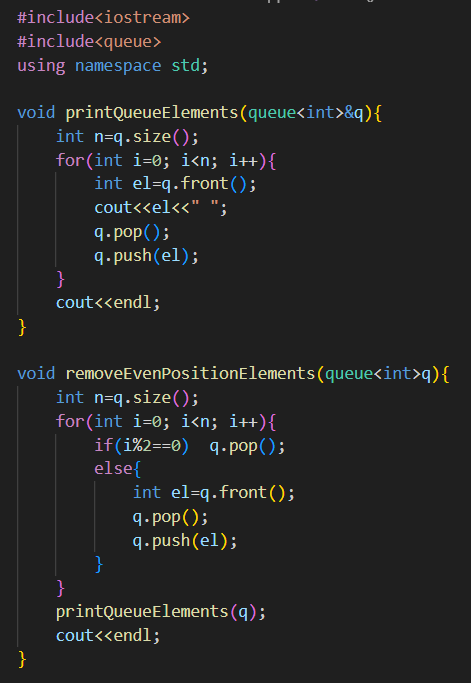 #include<iostream>
#include<queue>
using namespace std;

void printQueueElements(queue<int>&q){
    int n=q.size();
    for(int i=0; i<n; i++){
        int el=q.front();
        cout<<el<<" ";
        q.pop();
        q.push(el);
    }
    cout<<endl;
}

void removeEvenPositionElements(queue<int>q){
    int n=q.size();
    for(int i=0; i<n; i++){
        if(i%2==0)  q.pop();
        else{
            int el=q.front();
            q.pop();
            q.push(el);
        }
    }
    printQueueElements(q);
    cout<<endl;
}